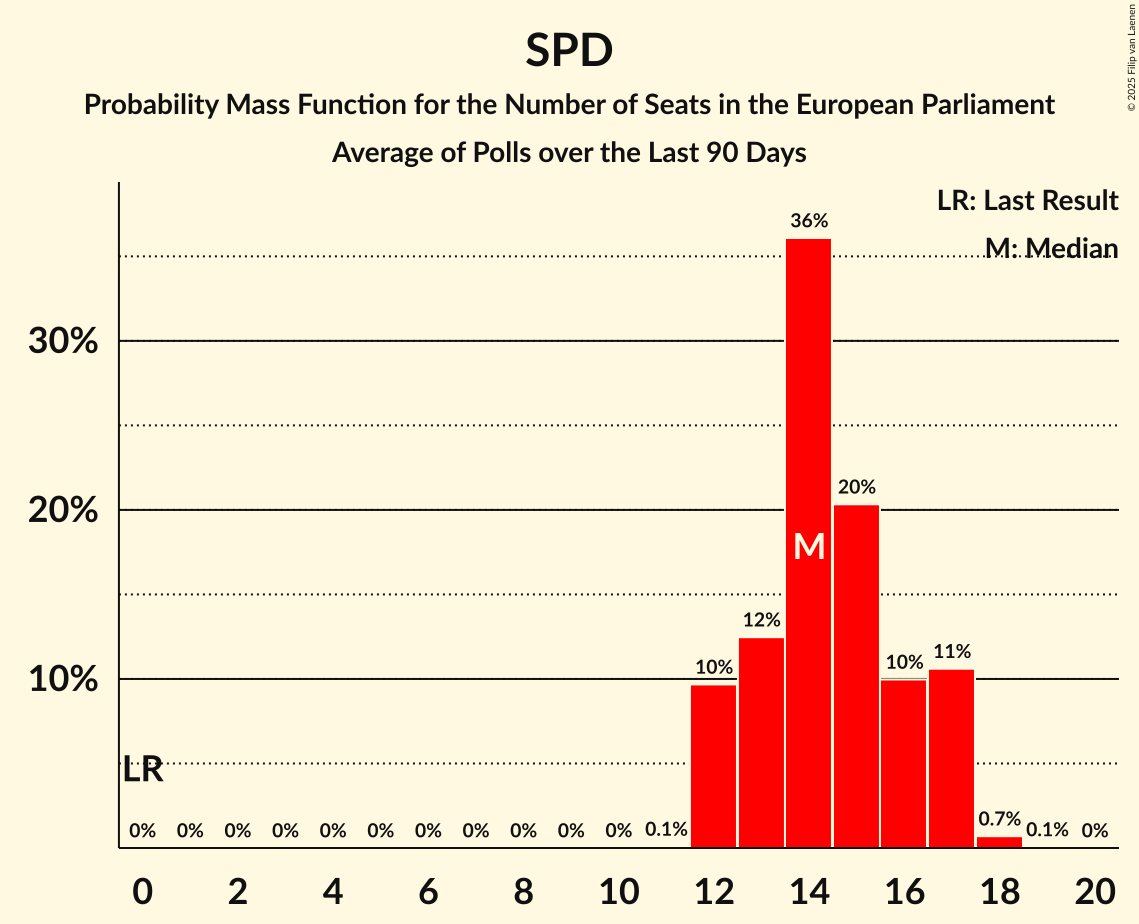 SPD
Probability Mass Function for the Number of Seats in the European Parliament
Average of Polls over the Last 90 Days
© 2025 Filip van Laenen
LR: Last Result
M: Median
36%
30%
20%
20%
M
12%
10%
10%
11%
10%
LR
0% 0% 0% 0% 0% 0% 0% 0% 0% 0% 0% 0.1% 0.7% 0.1% 0%
0 2 4 6 8 10 12 14 16 18 20